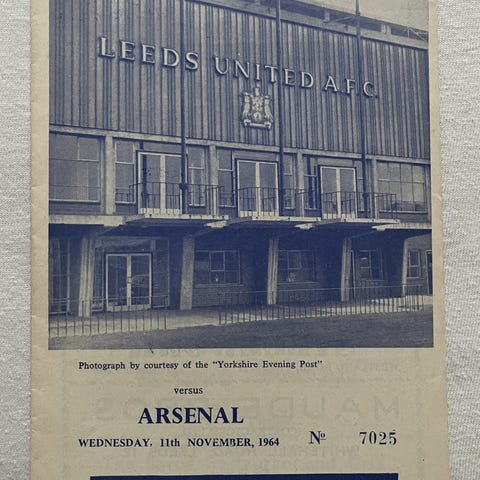 LEEDS UNITED A.F.C.
Photograph by courtesy of the "Yorkshire Evening Post"
versus
ARSENAL
WEDNESDAY, 11th NOVEMBER, 1964 No 7025